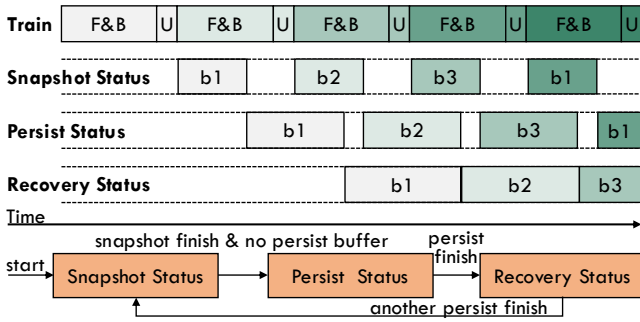 Train F&B U F&B U F&B U F&B U F&B U
Snapshot Status b1 b2 b3 b1
Persist Status b1 b2 b3 b1
Recovery Status b1 b2 b3
Time
snapshot finish & no persist buffer persist
start finish
Snapshot Status Persist Status Recovery Status
another persist finish